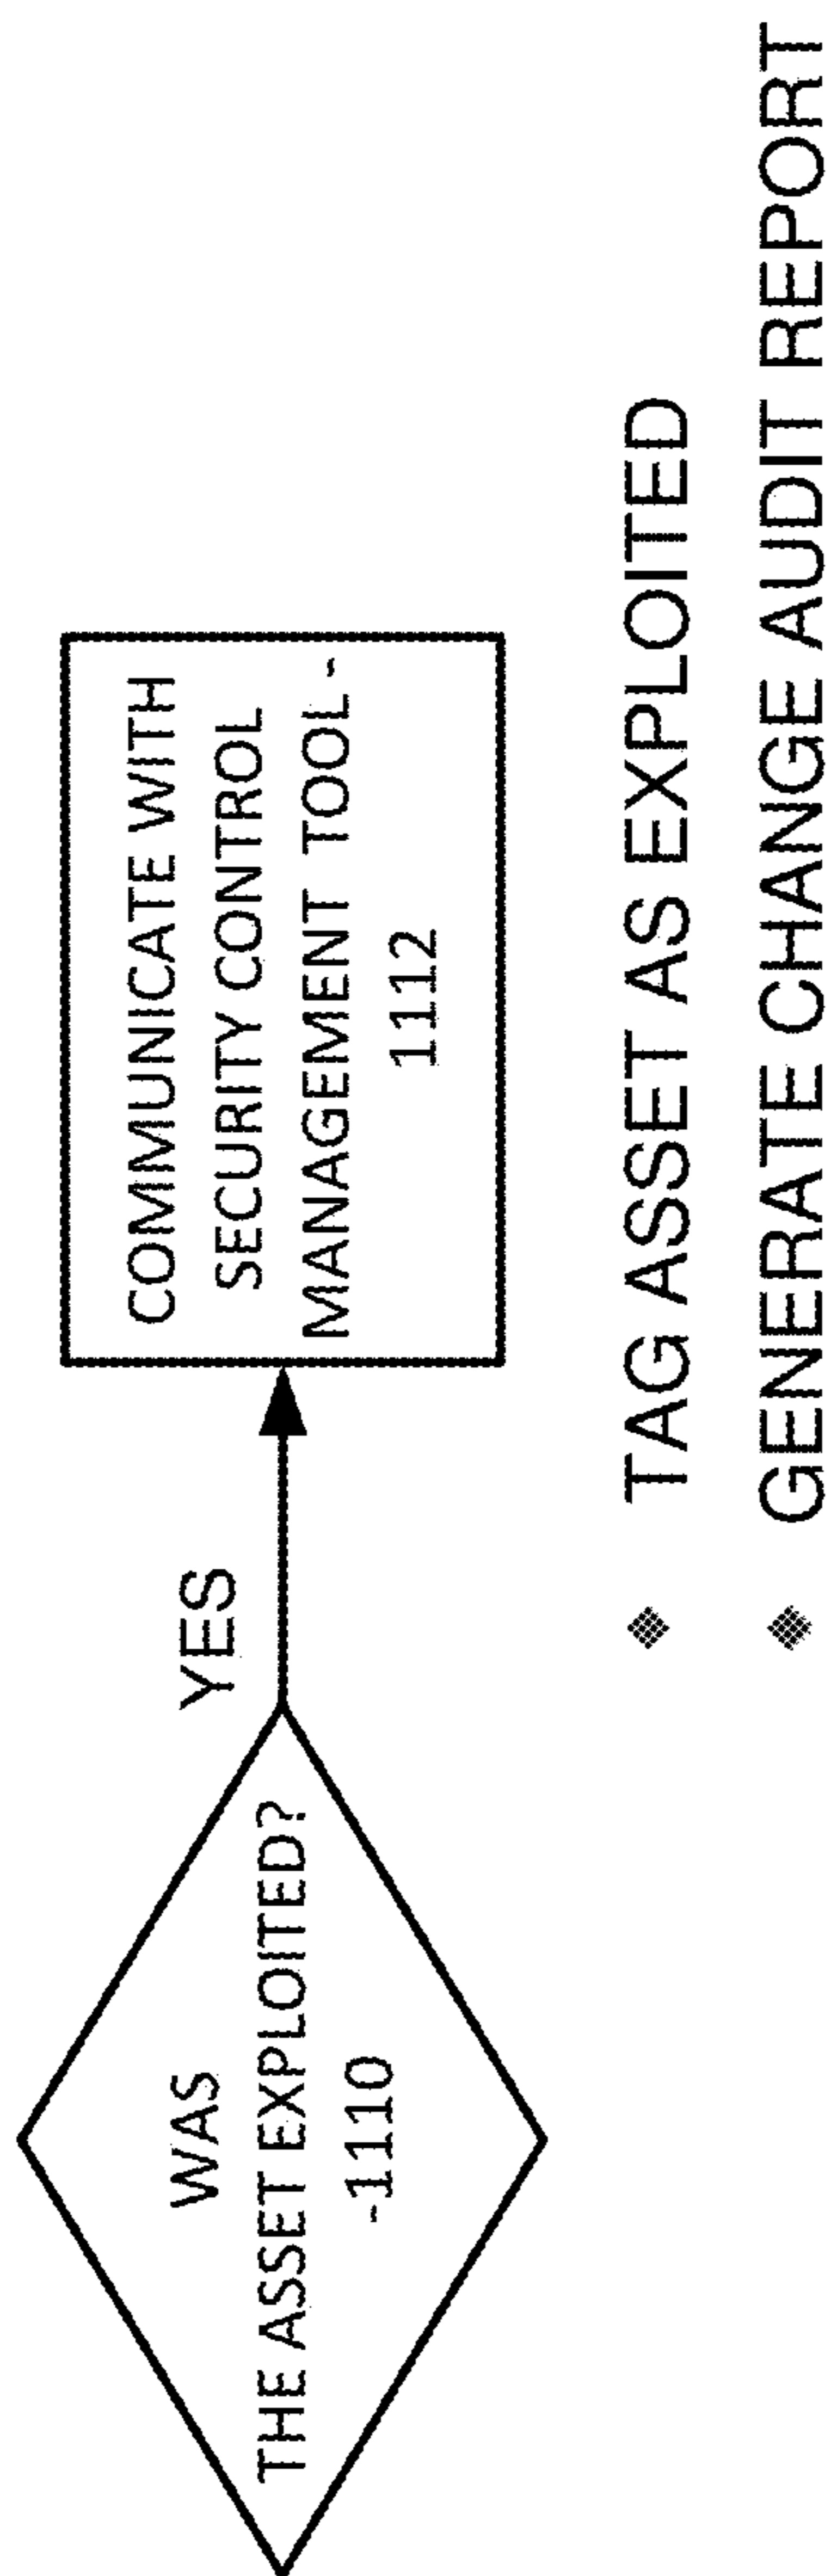 WAS
THE ASSET EXPLOITED?
-1110
YES
COMMUNICATE WITH
SECURITY CONTROL
MANAGEMENT TOOL -
1112
TAG ASSET AS EXPLOITED
GENERATE CHANGE AUDIT REPORT